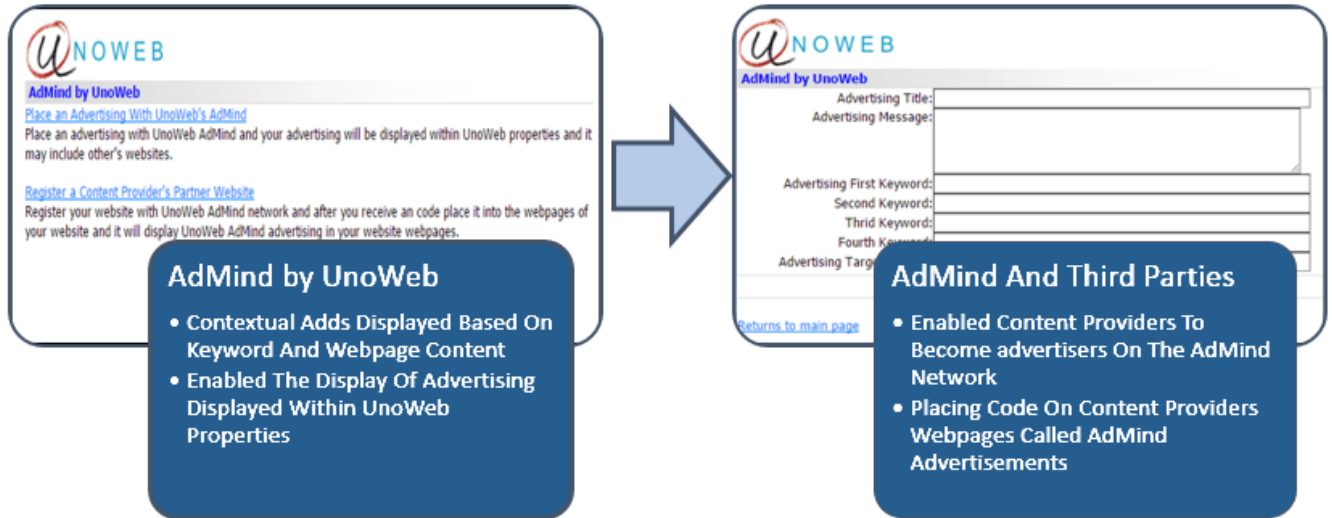 UNOWEB
AdMind by UnoWeb
Place an Advertising With UnoWeb's AdMind
Place an advertising with UnoWeb AdMind and your advertising will be displayed within UnoWeb properties and it
may include other's websites.
Register a Content Provider's Partner Website
Register your website with UnoWeb AdMind network and after you receive an code place it into the webpages of
your website and it will display UnoWeb AdMind advertising in your website webpages.
AdMind by UnoWeb
• Contextual Adds Displayed Based On
Keyword And Webpage Content
• Enabled The Display Of Advertising
Displayed Within UnoWeb
Properties
UNOWEB
AdMind by UnoWeb
Advertising Title:
Advertising Message:
Advertising First Keyword:
Second Keyword:
Thrid Keyword:
Fourth Keyword:
Advertising
Returns to main page
AdMind And Third Parties
• Enabled Content Providers To
Become advertisers On The AdMind
Network
• Placing Code On Content Providers
Webpages Called AdMind
Advertisements